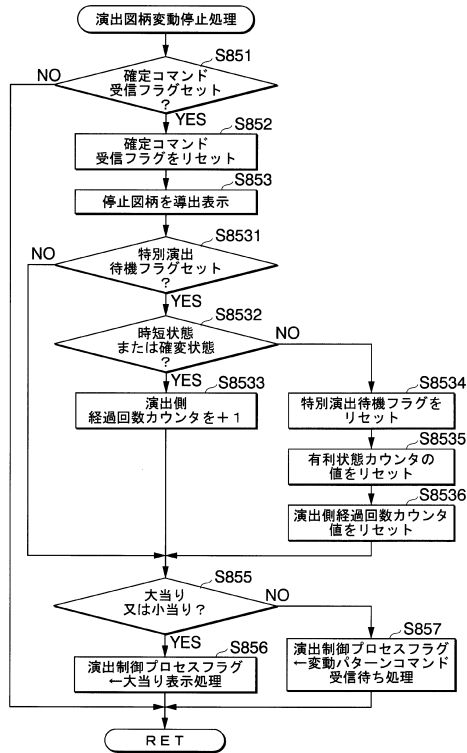 演出図柄変動停止処理
S851
NO
確定コマンド
受信フラグセット
?
YES
S852
確定コマンド
受信フラグをリセット
S853
停止図柄を導出表示
S8531
NO
特別演出
待機フラグセット
?
YES
S8532
時短状態
または確変状態
?
NO
YES
S8533
演出側
経過回数カウンタを+1
S8534
特別演出待機フラグを
リセット
S8535
有利状態カウンタの
値をリセット
S8536
演出側経過回数カウンタ
値をリセット
S855
大当り
又は小当り?
NO
YES
S856
演出制御プロセスフラグ
←大当り表示処理
S857
演出制御プロセスフラグ
←変動パターンコマンド
受信待ち処理
RET